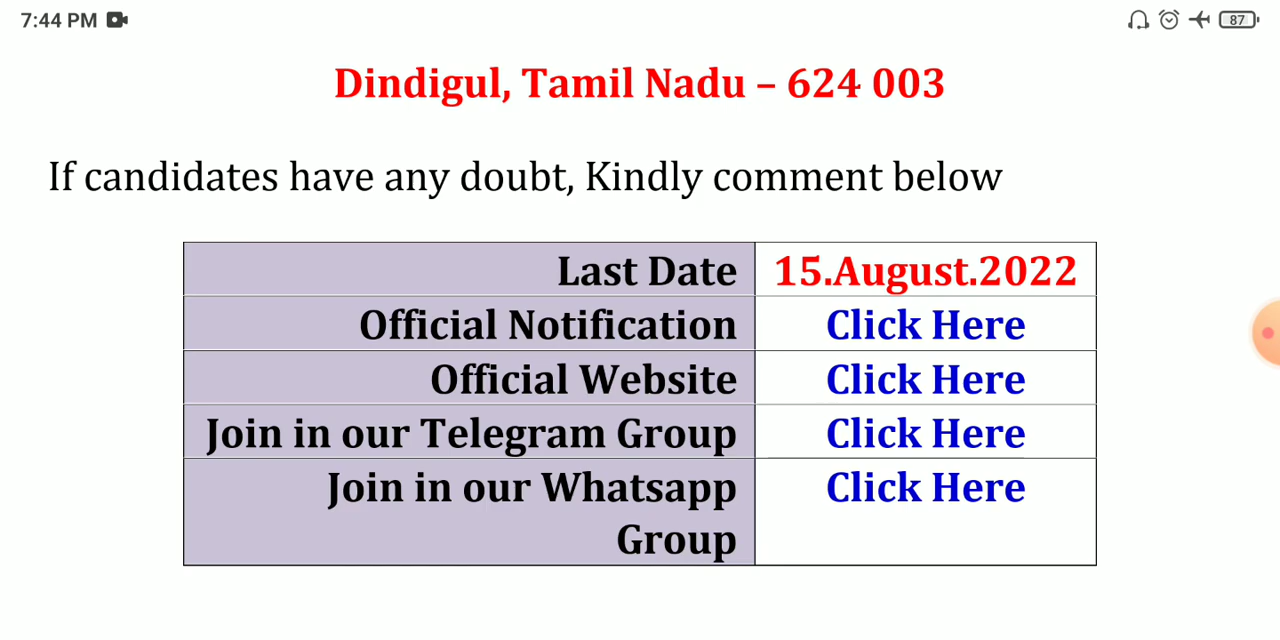 7:44 PM
87
Dindigul, Tamil Nadu – 624 003
If candidates have any doubt, Kindly comment below
Last Date 15.August.2022
Official Notification Click Here
Official Website Click Here
Join in our Telegram Group Click Here
Join in our Whatsapp Click Here
Group